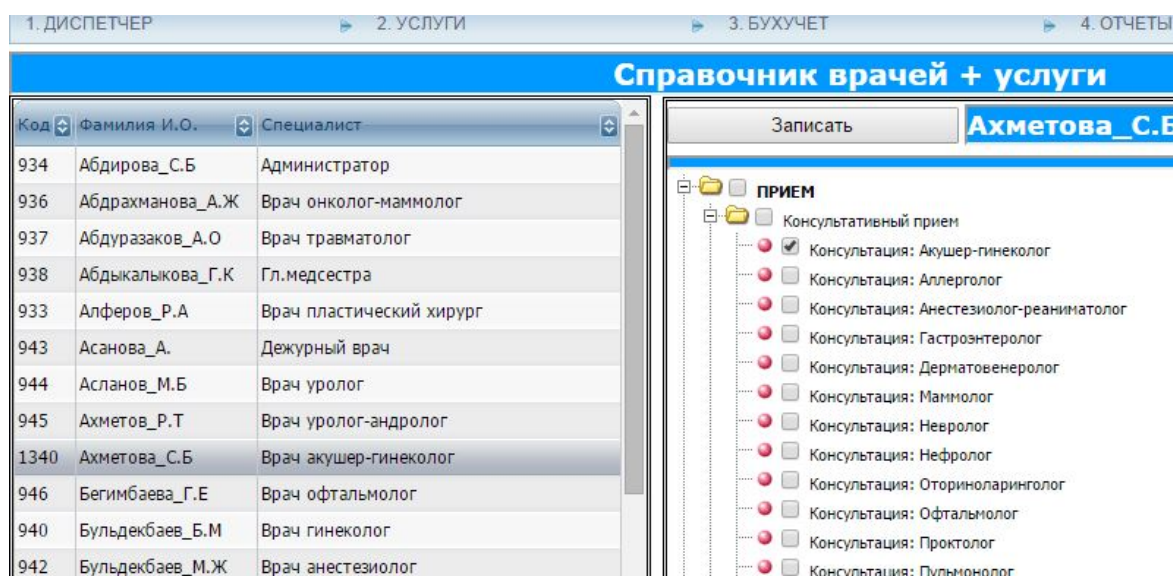 1. ДИСПЕТЧЕР 2. УСЛУГИ 3. БУХУЧЕТ 4. ОТЧЕТЫ
Справочник врачей + услуги
Код Фамилия И.О. Специалист
934 Абдирова_С.Б Администратор
936 Абдрахманова_А.Ж Врач онколог-маммолог
937 Абдуразаков_А.О Врач травматолог
938 Абдыкалыкова_Г.К Гл.медсестра
933 Алферов_Р.А Врач пластический хирург
943 Асанова_А. Дежурный врач
944 Асланов_М.Б Врач уролог
945 Ахметов_Р.Т Врач уролог-андролог
1340 Ахметова_С.Б Врач акушер-гинеколог
946 Бегимбаева_Г.Е Врач офтальмолог
940 Бульдекбаев_Б.М Врач гинеколог
942 Бульдекбаев_М.Ж Врач анестезиолог
Записать Ахметова_С.Б
ПРИЕМ
Консультативный прием
Консультация: Акушер-гинеколог
Консультация: Аллерголог
Консультация: Анестезиолог-реаниматолог
Консультация: Гастроэнтеролог
Консультация: Дерматовенеролог
Консультация: Маммолог
Консультация: Невролог
Консультация: Нефролог
Консультация: Оториноларинголог
Консультация: Офтальмолог
Консультация: Проктолог
Консультация: Пульмонолог